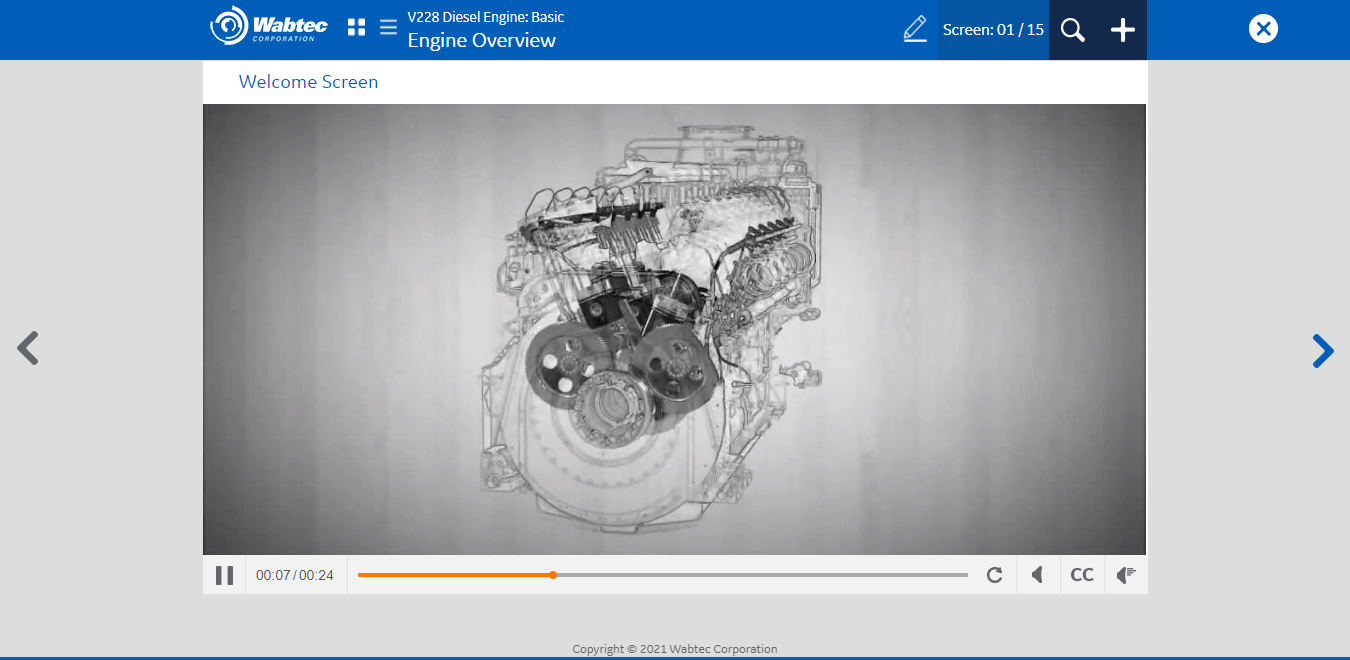 Wabtec
CORPORATION
V228 Diesel Engine: Basic
Engine Overview
Screen: 01 / 15
Welcome Screen
00:07/00:24
CC
Copyright © 2021 Wabtec Corporation